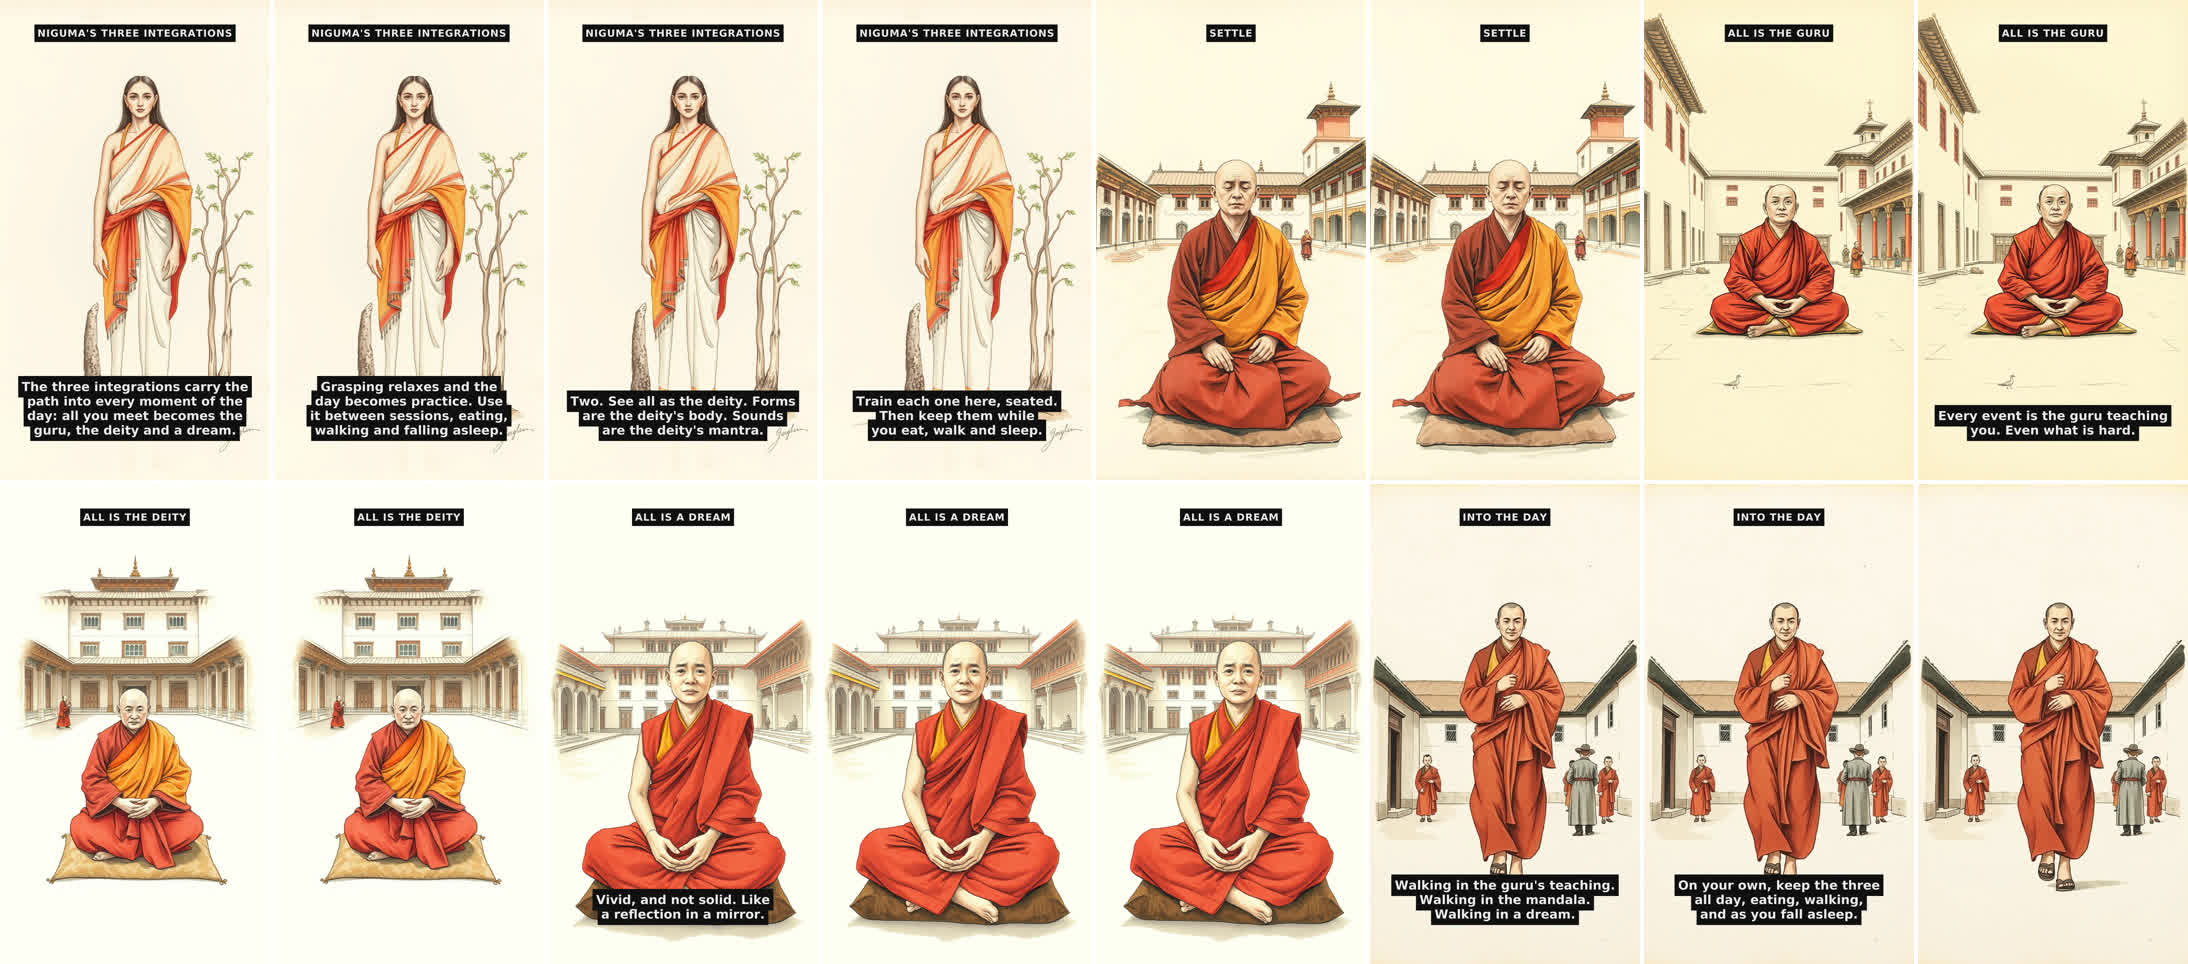 NIGUMA'S THREE INTEGRATIONS
The three integrations carry the
path into every moment of the
day: all you meet becomes the
guru, the deity and a dream.
NIGUMA'S THREE INTEGRATIONS
Grasping relaxes and the
day becomes practice. Use
it between sessions, eating,
walking and falling asleep.
NIGUMA'S THREE INTEGRATIONS
Two. See all as the deity. Forms
are the deity's body. Sounds
are the deity's mantra.
NIGUMA'S THREE INTEGRATIONS
Train each one here, seated.
Then keep them while
you eat, walk and sleep.
SETTLE
SETTLE
ALL IS THE GURU
ALL IS THE GURU
Every event is the guru teaching
you. Even what is hard.
ALL IS THE DEITY
ALL IS THE DEITY
ALL IS A DREAM
Vivid, and not solid. Like
a reflection in a mirror.
ALL IS A DREAM
ALL IS A DREAM
INTO THE DAY
Walking in the guru's teaching.
Walking in the mandala.
Walking in a dream.
INTO THE DAY
On your own, keep the three
all day, eating, walking,
and as you fall asleep.